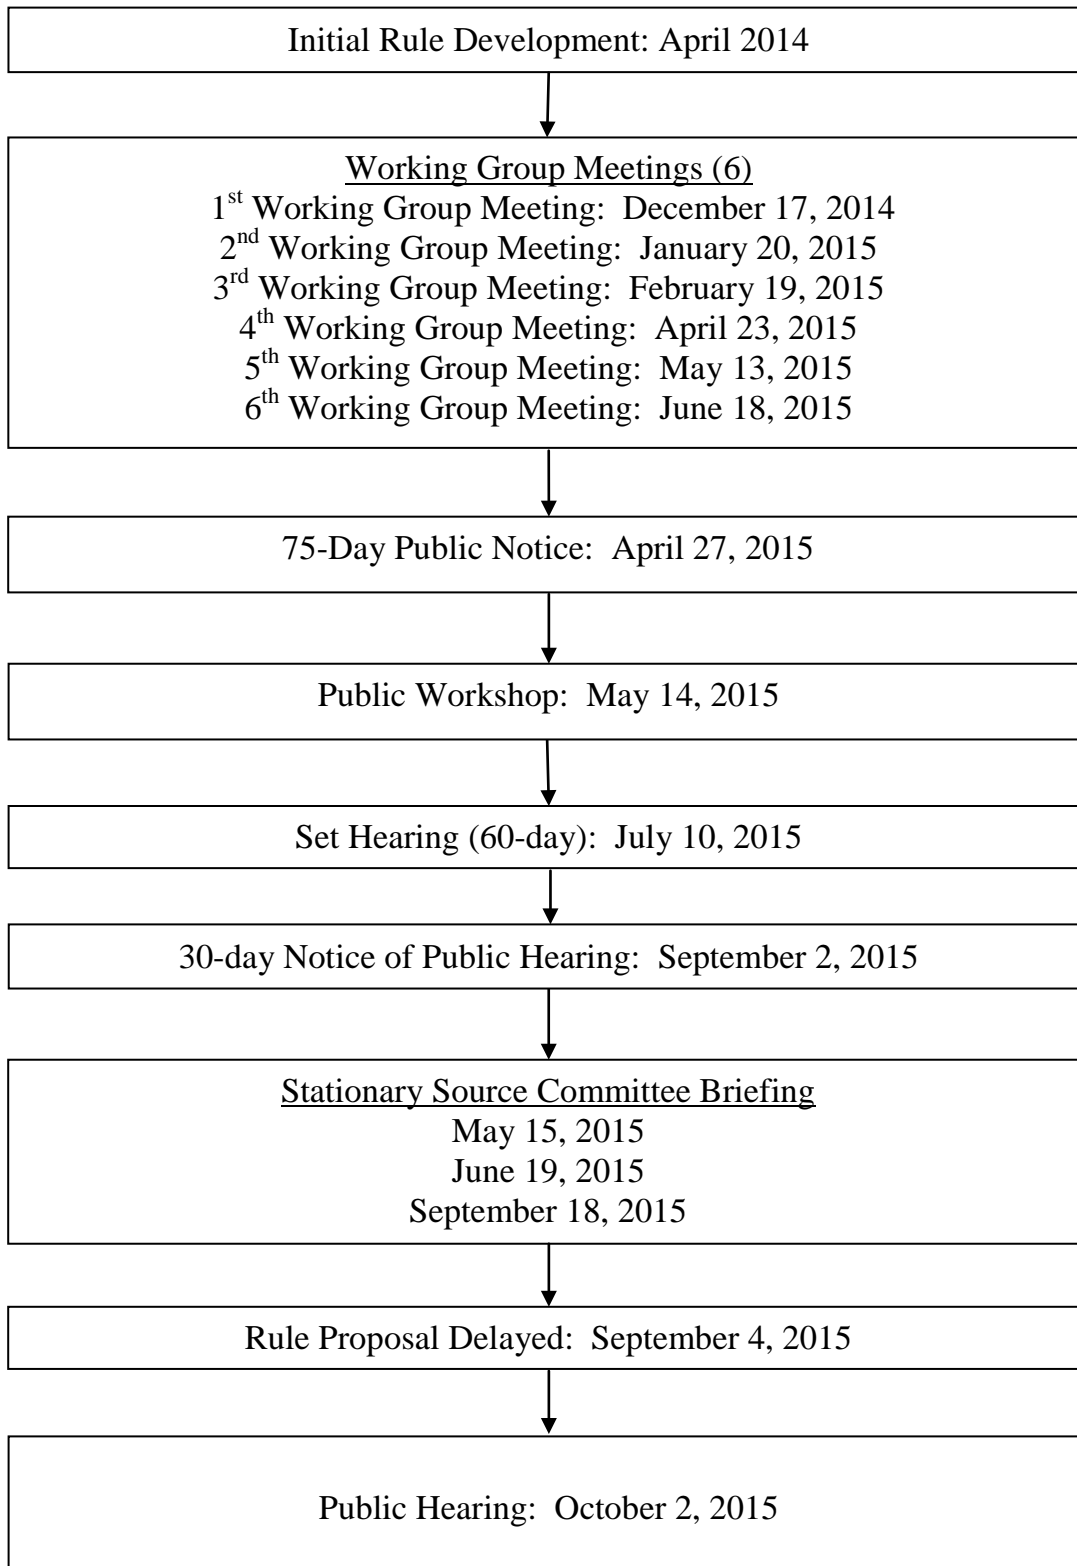 Initial Rule Development: April 2014
Working Group Meetings (6)
1st Working Group Meeting: December 17, 2014
2nd Working Group Meeting: January 20, 2015
3rd Working Group Meeting: February 19, 2015
4th Working Group Meeting: April 23, 2015
5th Working Group Meeting: May 13, 2015
6th Working Group Meeting: June 18, 2015
75-Day Public Notice: April 27, 2015
Public Workshop: May 14, 2015
Set Hearing (60-day): July 10, 2015
30-day Notice of Public Hearing: September 2, 2015
Stationary Source Committee Briefing
May 15, 2015
June 19, 2015
September 18, 2015
Rule Proposal Delayed: September 4, 2015
Public Hearing: October 2, 2015